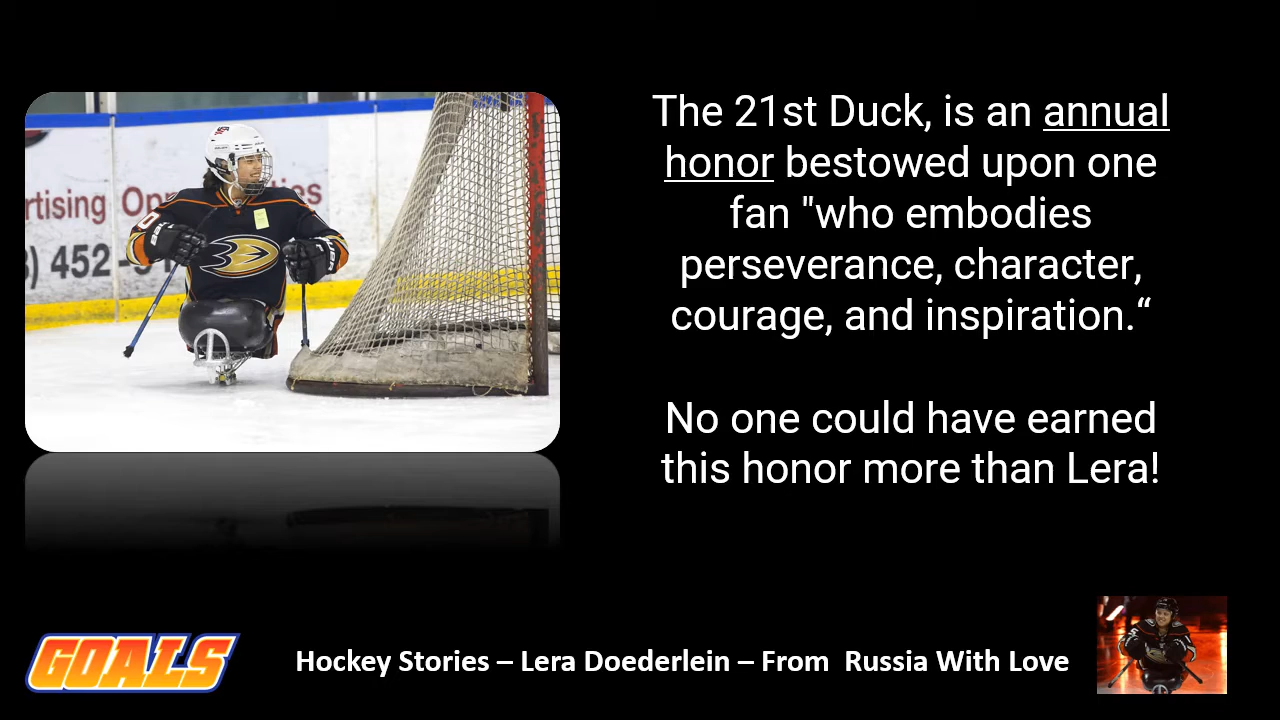 The 21st Duck, is an annual
honor bestowed upon one
fan "who embodies
perseverance, character,
courage, and inspiration.“
No one could have earned
this honor more than Lera!
GOALS
Hockey Stories – Lera Doederlein – From  Russia With Love